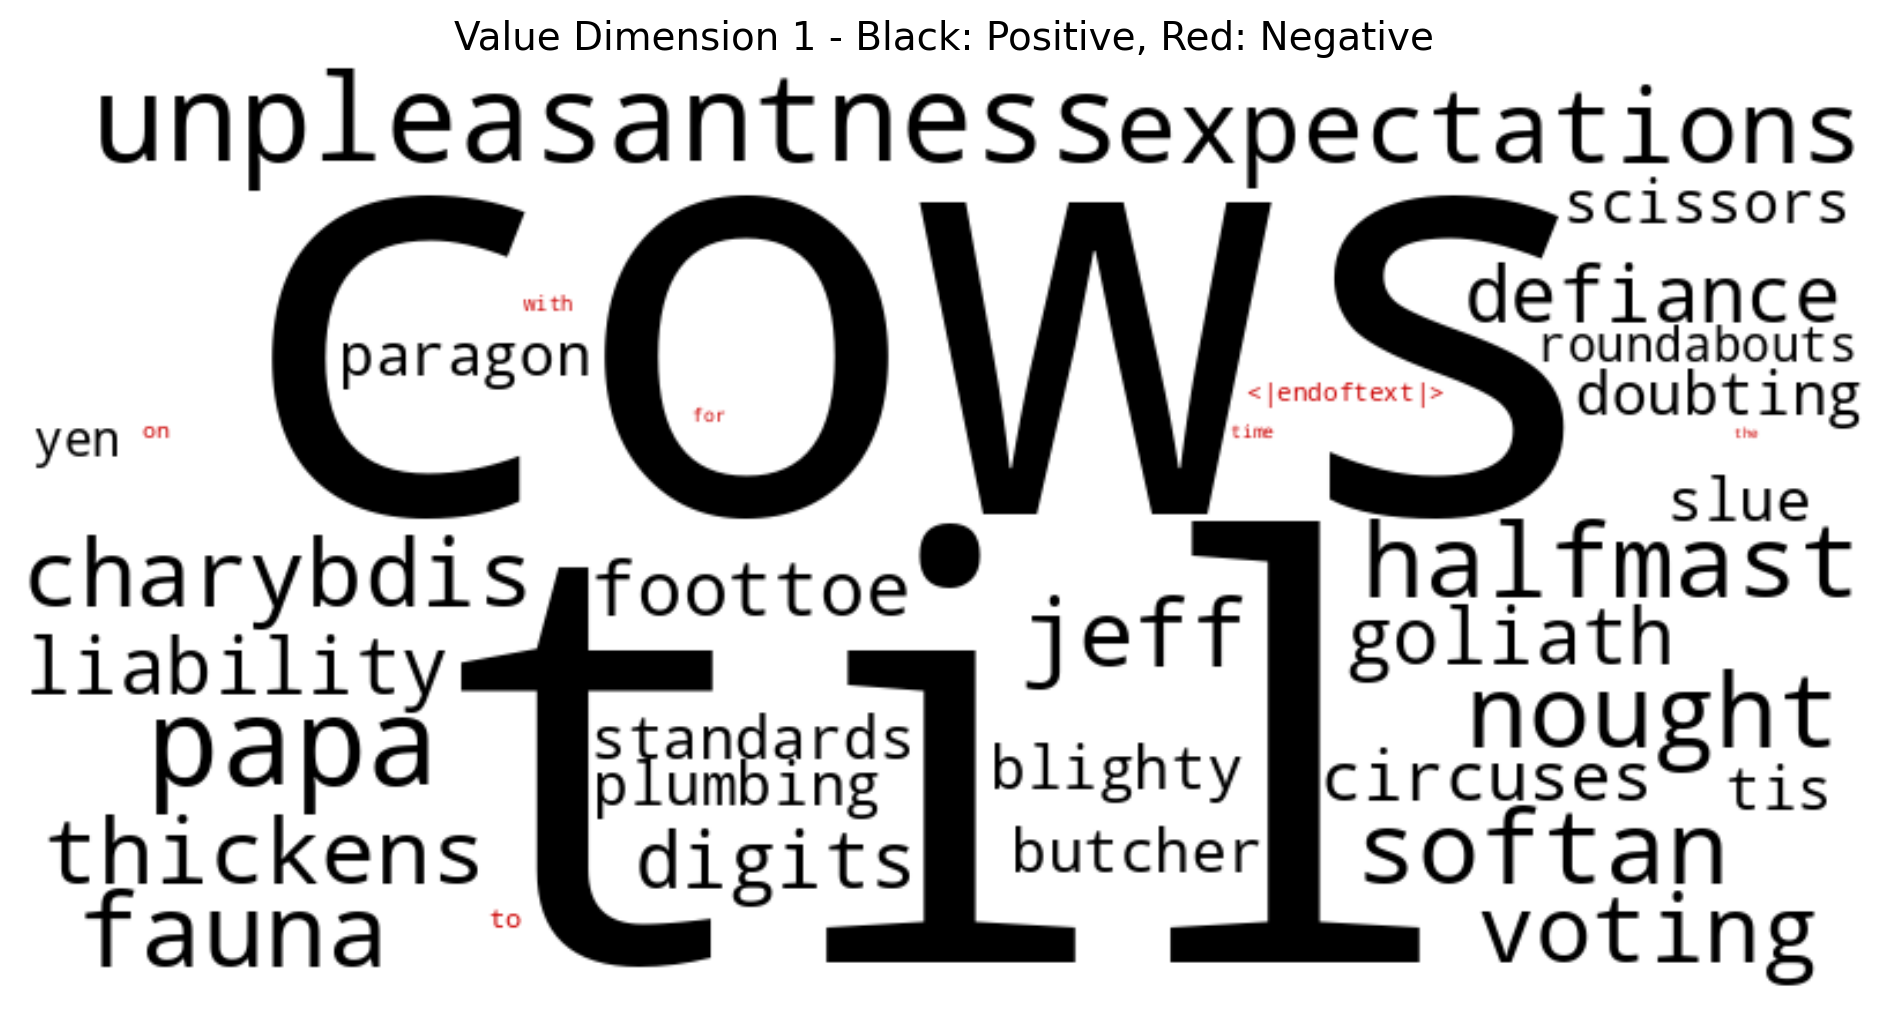 Value Dimension 1 - Black: Positive, Red: Negative
unpleasantness expectations
scissors
cows
defiance
with
roundabouts
paragon
doubting
<|endoftext|>
for
yen on
time
the
slue
halfmast
charybdis
foottoe
til
jeff
goliath
liability
nought
papa
standards
blighty
circuses
plumbing
tis
thickens
digits
butcher
softan
fauna
to
voting